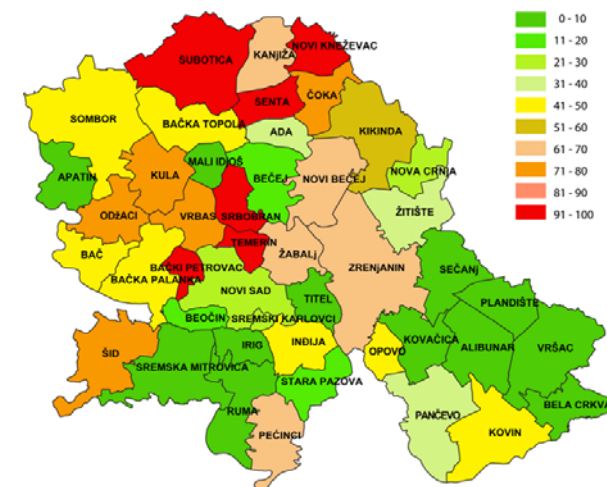 0 - 10
11 - 20
21 - 30
31 - 40
41 - 50
51 - 60
61 - 70
71 - 80
81 - 90
91 - 100
NOVI KNEŽEVAC
SUBOTICA
KANjIŽA
ČOKA
SENTA
SOMBOR
BAČKA TOPOLA
ADA
KIKINDA
MALI IDJOŠ
NOVA CRNJA
APATIN
KULA
BEČEJ
NOVI BEČEJ
ŽITIŠTE
ODŽACI
VRBAS
SRBOBRAN
TEMERIN
BAČ
ŽABALj
ZRENjANIN
BAČKI PETROVAC
SEČANj
BAČKA PALANKA
NOVI SAD
TITEL
PLANDIŠTE
BEOČIN
SREMSKI KARLOVCI
KOVAČICA
INĐIJA
IRIG
ALIBUNAR
VRŠAC
OPOVO
ŠID
SREMSKA MITROVICA
STARA PAZOVA
BELA CRKVA
RUMA
PANČEVO
KOVIN
PEĆINCI